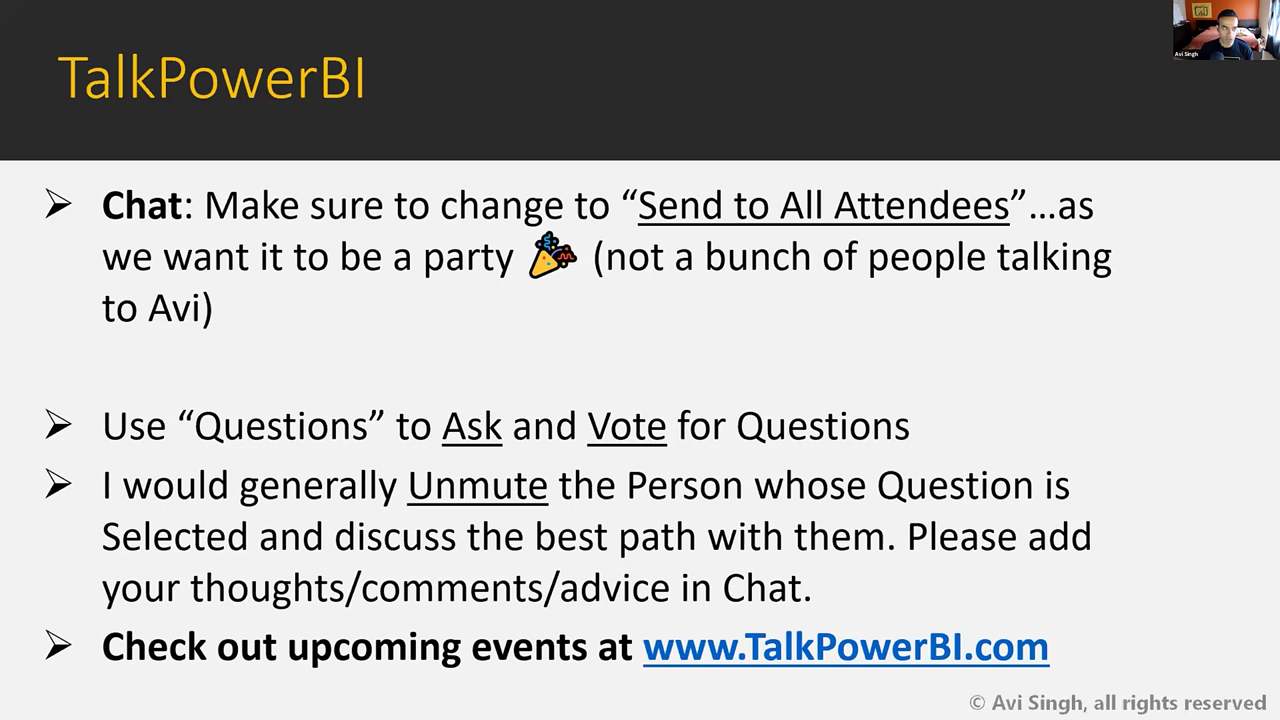 TalkPowerBI
Avi Singh
➢ Chat: Make sure to change to “Send to All Attendees”...as
we want it to be a party 🎉 (not a bunch of people talking
to Avi)
➢ Use “Questions” to Ask and Vote for Questions
➢ I would generally Unmute the Person whose Question is
Selected and discuss the best path with them. Please add
your thoughts/comments/advice in Chat.
➢ Check out upcoming events at www.TalkPowerBI.com
© Avi Singh, all rights reserved